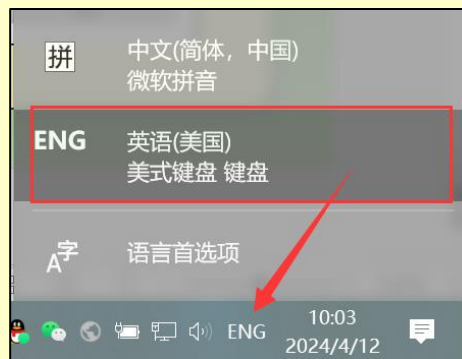 拼
中文(简体，中国)
微软拼音
ENG
英语(美国)
美式键盘 键盘
A字
语言首选项
ENG
10:03
2024/4/12